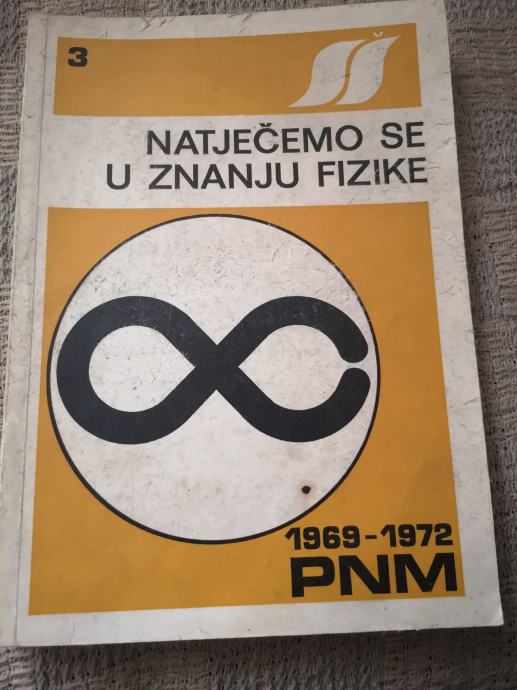 3
NATJEČEMO SE
U ZNANJU FIZIKE
1969-1972
PNM